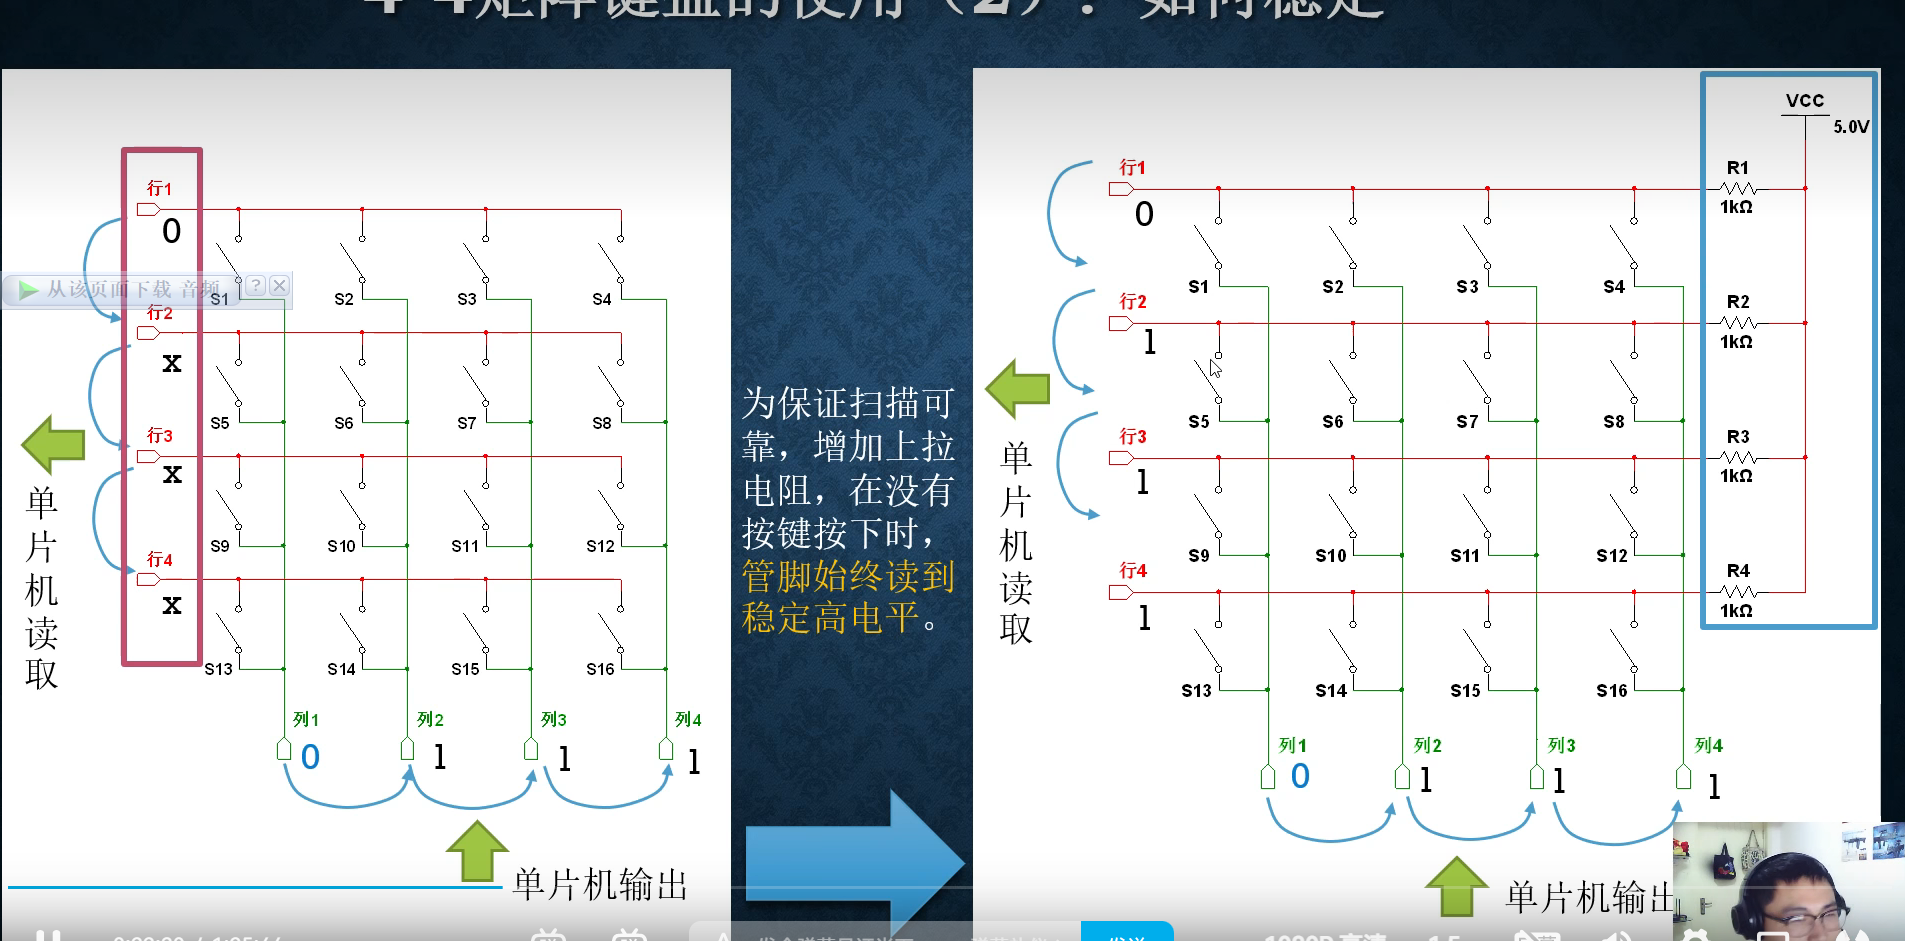 4*4矩阵键盘的使用（2）：如何稳定
行1
0
S1
S2
S3
S4
从该页面下载 音频
?
行2
x
S5
S6
S7
S8
行3
x
S9
S10
S11
S12
行4
x
S13
S14
S15
S16
单片机读取
列1
0
列2
1
列3
1
列4
1
单片机输出
为保证扫描可
靠，增加上拉
电阻，在没有
按键按下时，
管脚始终读到
稳定高电平。
VCC
5.0V
行1
0
R1
1kΩ
S1
S2
S3
S4
行2
1
R2
1kΩ
S5
S6
S7
S8
行3
1
R3
1kΩ
S9
S10
S11
S12
行4
1
R4
1kΩ
S13
S14
S15
S16
单片机读取
列1
0
列2
1
列3
1
列4
1
单片机输出